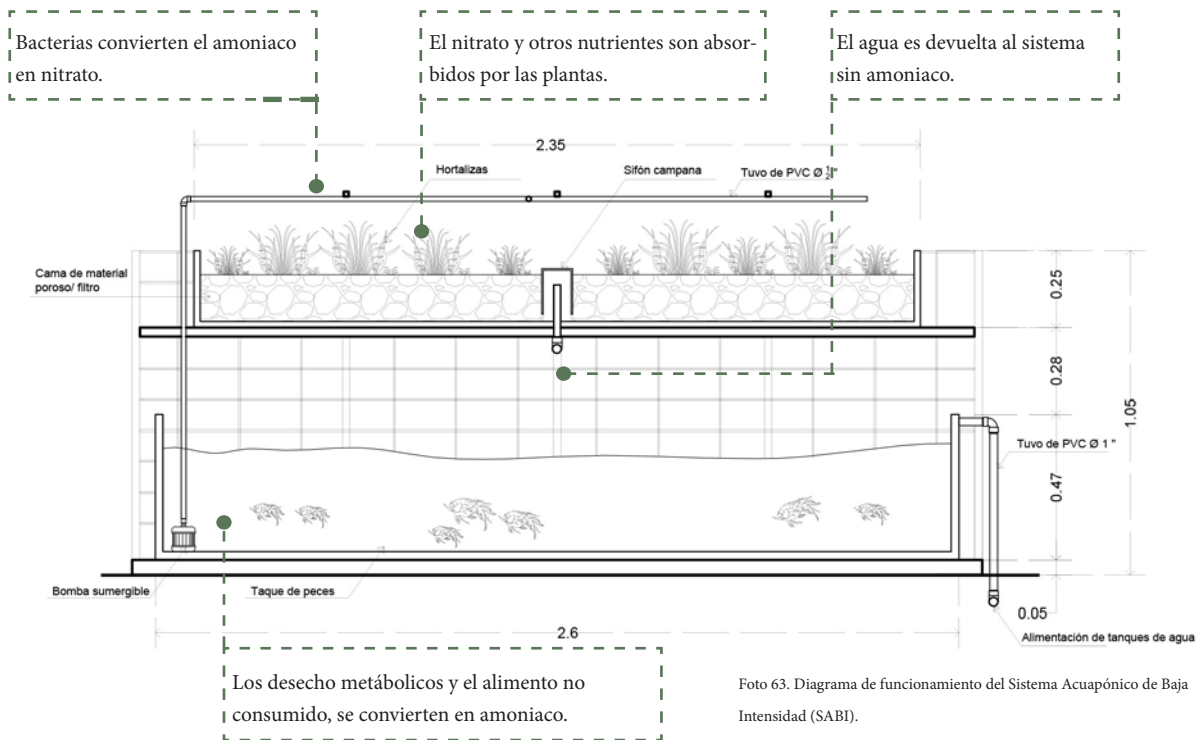 Bacterias convierten el amoniaco
en nitrato.
El nitrato y otros nutrientes son absor-
bidos por las plantas.
El agua es devuelta al sistema
sin amoniaco.
2.35
Hortalizas
Sifón campana
Tuvo de PVC Ø ½"
Cama de material
poroso/ filtro
0.25
0.28
1.05
Tuvo de PVC Ø 1 "
0.47
Bomba sumergible
Taque de peces
0.05
2.6
Alimentación de tanques de agua
Los desecho metábolicos y el alimento no
consumido, se convierten en amoniaco.
Foto 63. Diagrama de funcionamiento del Sistema Acuapónico de Baja
Intensidad (SABI).